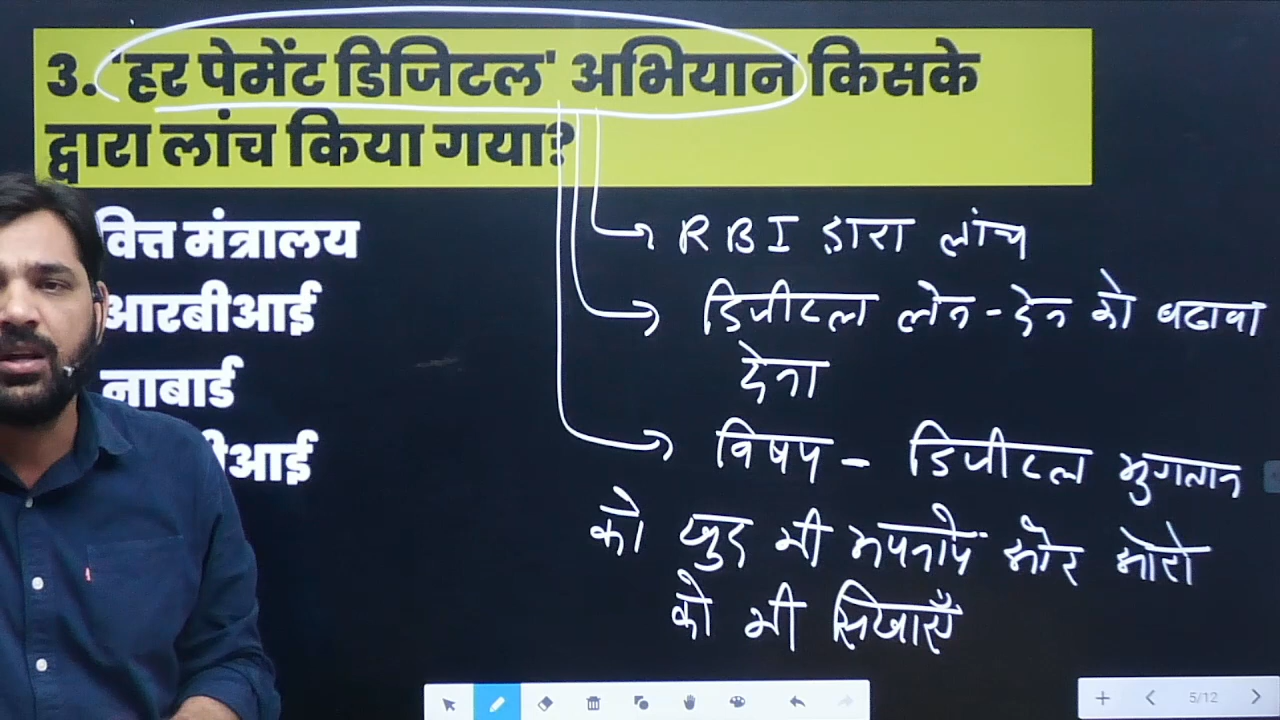 3. 'हर पेमेंट डिजिटल' अभियान किसके
द्वारा लांच किया गया?
वित्त मंत्रालय
आरबीआई
नाबार्ड
ीआई
RBI द्वारा लांच
डिजीटल लेन-देन को बढावा
देना
विषय - डिजीटल भुगतान
को खुद भी अपनायें और औरो
को भी सिखाएँ
5/12